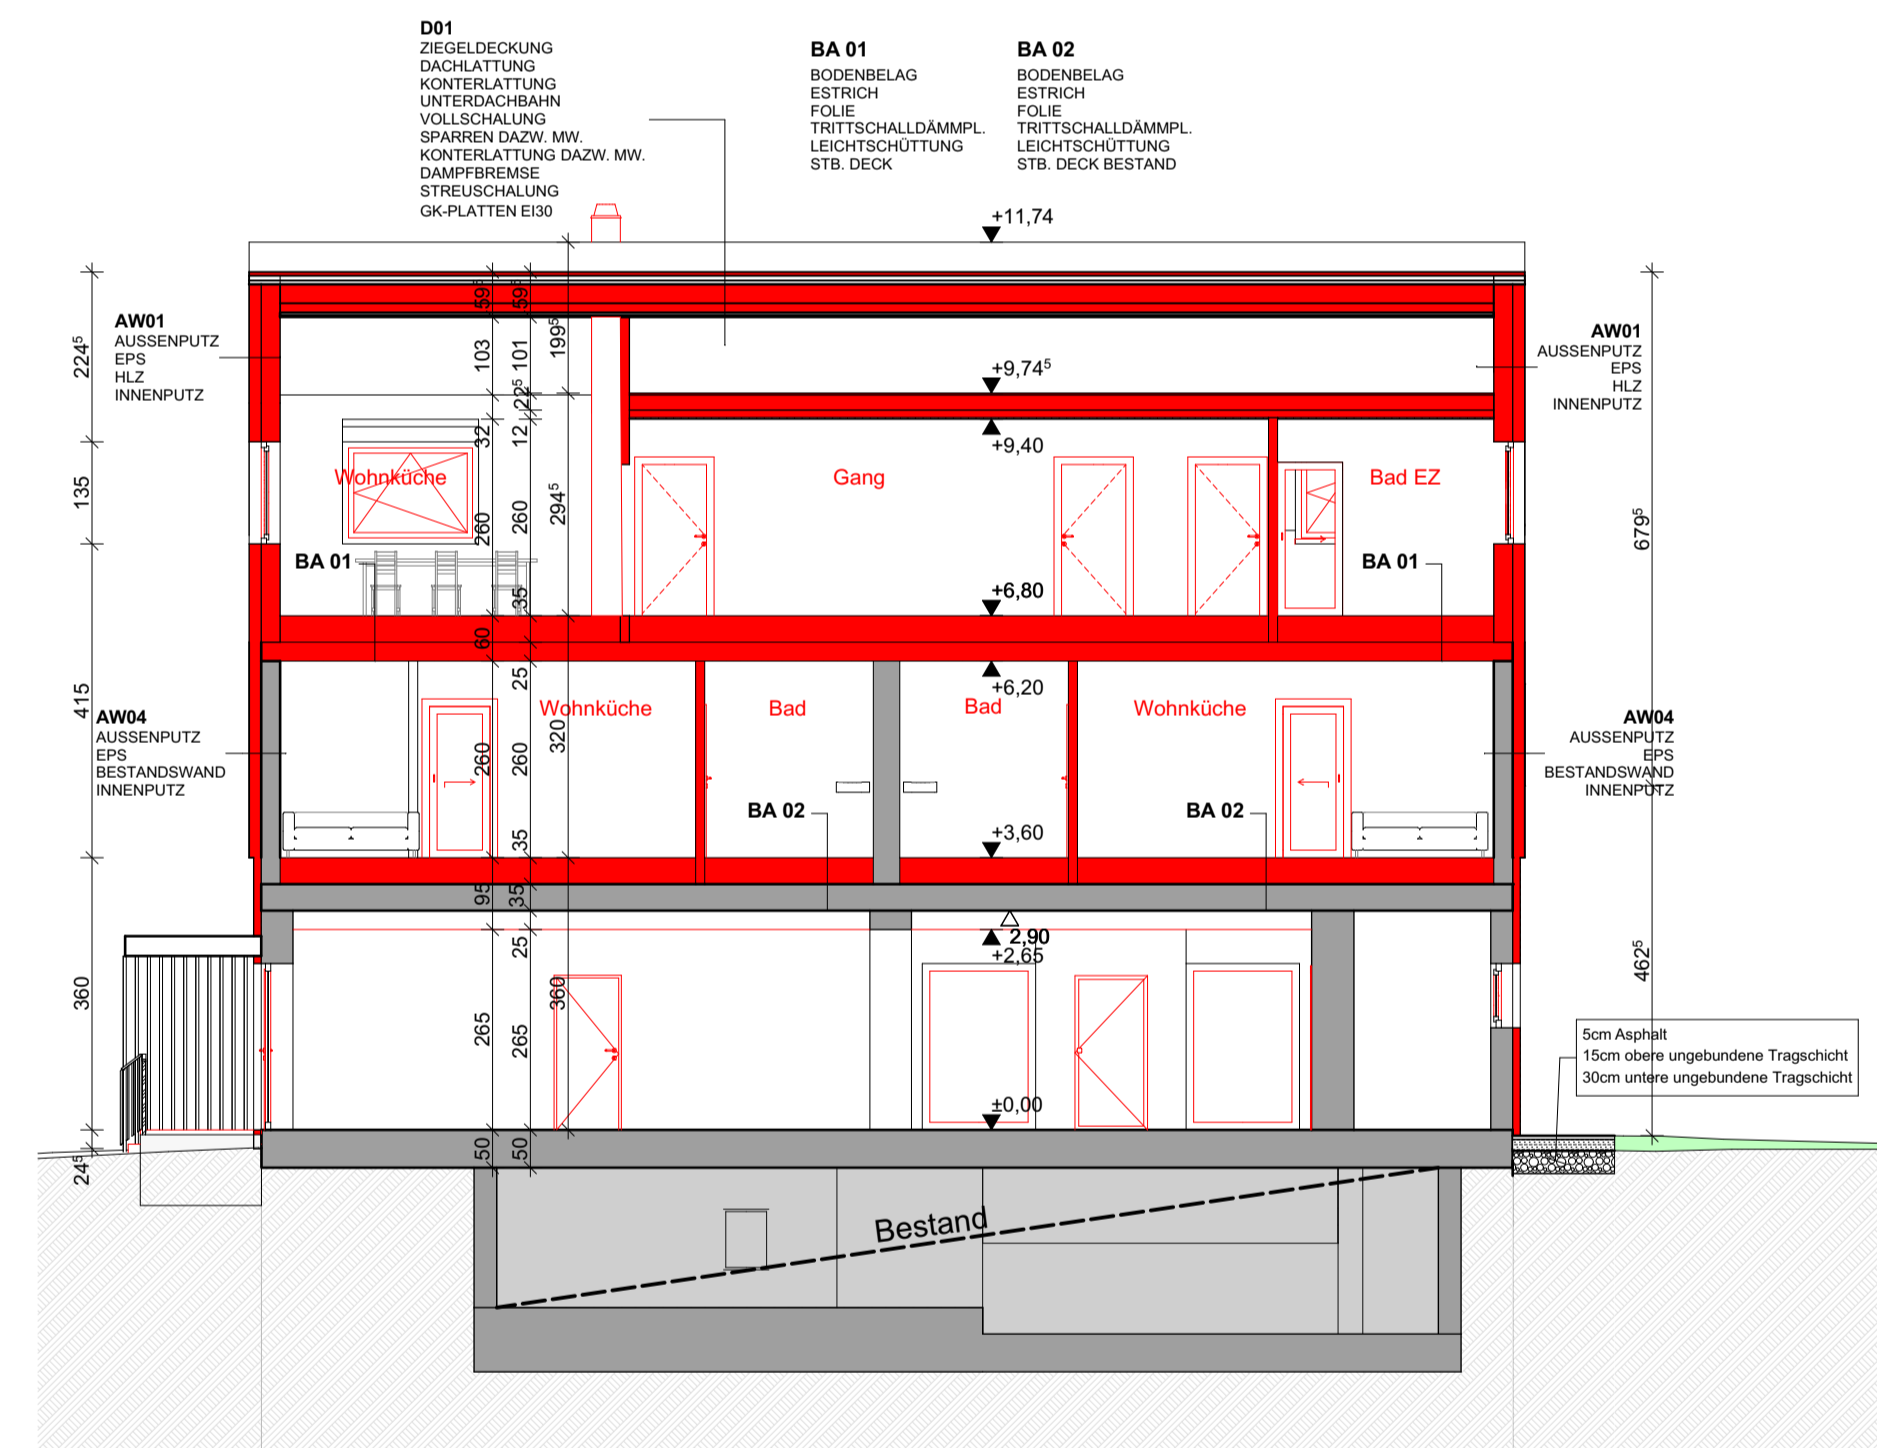 D01
ZIEGELDECKUNG
DACHLATTUNG
KONTERLATTUNG
UNTERDACHBAHN
VOLLSCHALUNG
SPARREN DAZW. MW.
KONTERLATTUNG DAZW. MW.
DAMPFBREMSE
STREUSCHALUNG
GK-PLATTEN EI30
BA 01
BODENBELAG
ESTRICH
FOLIE
TRITTSCHALLDÄMMPL.
LEICHTSCHÜTTUNG
STB. DECK
BA 02
BODENBELAG
ESTRICH
FOLIE
TRITTSCHALLDÄMMPL.
LEICHTSCHÜTTUNG
STB. DECK BESTAND
+11,74
AW01
AUSSENPUTZ
EPS
HLZ
INNENPUTZ
AW01
AUSSENPUTZ
EPS
HLZ
INNENPUTZ
+9,74⁵
+9,40
Wohnküche
Gang
Bad EZ
BA 01
BA 01
+6,80
+6,20
Wohnküche
Bad
Bad
Wohnküche
AW04
AUSSENPUTZ
EPS
BESTANDSWAND
INNENPUTZ
AW04
AUSSENPUTZ
EPS
BESTANDSWAND
INNENPUTZ
BA 02
BA 02
+3,60
2,90
+2,65
±0,00
5cm Asphalt
15cm obere ungebundene Tragschicht
30cm untere ungebundene Tragschicht
Bestand
224⁵
135
415
360
24⁵
59⁵
103
32
260
60
260
95
265
50
59⁵
101
22⁵
12
260
35
25
260
35
35
25
265
50
199⁵
294⁵
320
360
679⁵
462⁵